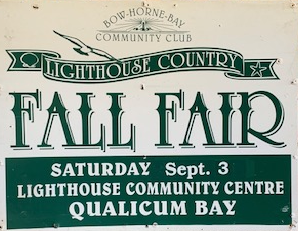 BOW-HORNE-BAY
COMMUNITY CLUB
LIGHTHOUSE COUNTRY
FALL FAIR
SATURDAY Sept. 3
LIGHTHOUSE COMMUNITY CENTRE
QUALICUM BAY